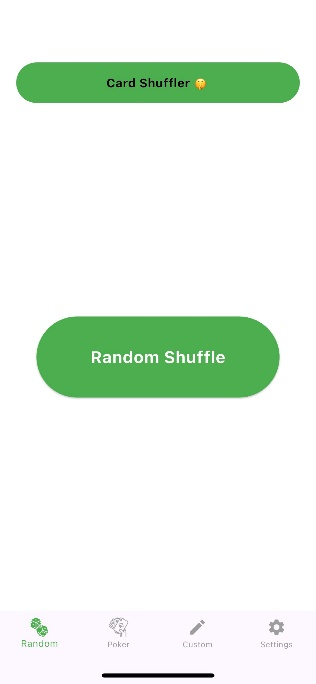 Card Shuffler 🤫
Random Shuffle
Random
Poker
Custom
Settings